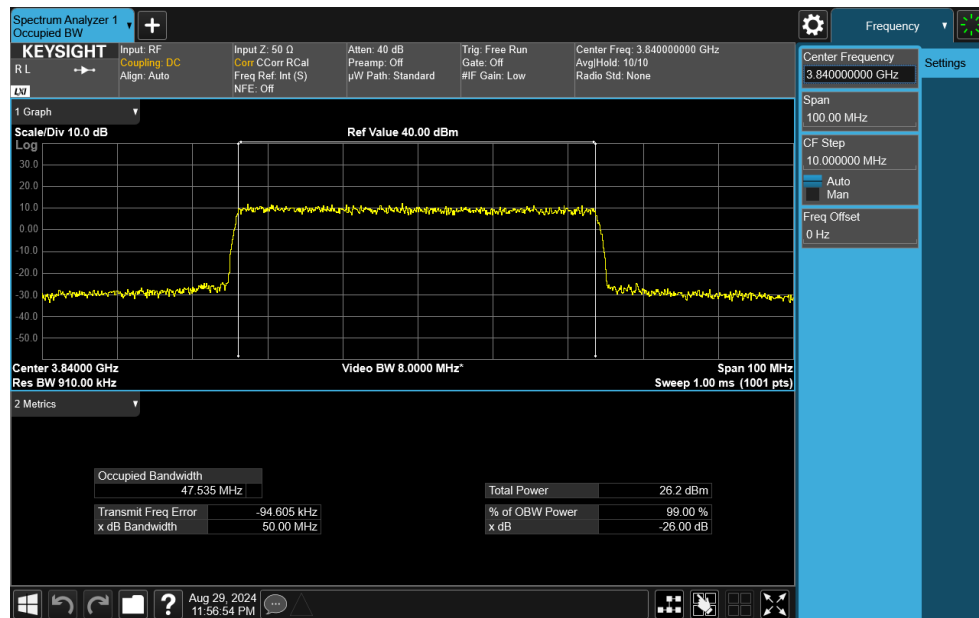 Spectrum Analyzer 1
Occupied BW
Frequency
KEYSIGHT
R L
LXI
Input: RF
Coupling: DC
Align: Auto
Input Z: 50 Ω
Corr CCorr RCal
Freq Ref: Int (S)
NFE: Off
Atten: 40 dB
Preamp: Off
µW Path: Standard
Trig: Free Run
Gate: Off
#IF Gain: Low
Center Freq: 3.840000000 GHz
Avg|Hold: 10/10
Radio Std: None
Center Frequency
3.840000000 GHz
Settings
Span
100.00 MHz
CF Step
10.000000 MHz
Auto
Man
Freq Offset
0 Hz
1 Graph
Scale/Div 10.0 dB
Ref Value 40.00 dBm
Log
30.0
20.0
10.0
0.00
-10.0
-20.0
-30.0
-40.0
-50.0
Center 3.84000 GHz
Video BW 8.0000 MHz*
Span 100 MHz
Res BW 910.00 kHz
Sweep 1.00 ms (1001 pts)
2 Metrics
Occupied Bandwidth
47.535 MHz
Total Power 26.2 dBm
Transmit Freq Error -94.605 kHz
% of OBW Power 99.00 %
x dB Bandwidth 50.00 MHz
x dB -26.00 dB
?
Aug 29, 2024
11:56:54 PM